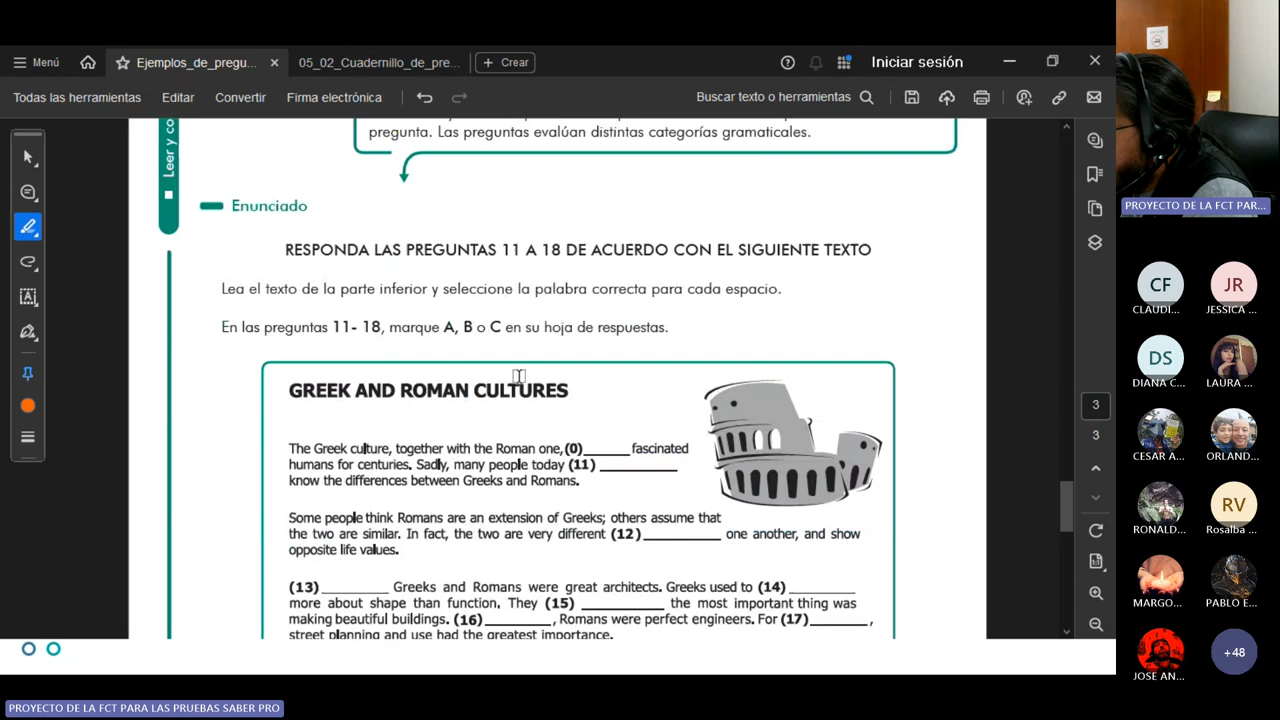 Menú
Ejemplos_de_pregu...
05_02_Cuadernillo_de_pre...
Crear
Iniciar sesión
Todas las herramientas
Editar
Convertir
Firma electrónica
Buscar texto o herramientas
Leer y co
pregunta. Las preguntas evalúan distintas categorías gramaticales.
Enunciado
RESPONDA LAS PREGUNTAS 11 A 18 DE ACUERDO CON EL SIGUIENTE TEXTO
Lea el texto de la parte inferior y seleccione la palabra correcta para cada espacio.
En las preguntas 11- 18, marque A, B o C en su hoja de respuestas.
GREEK AND ROMAN CULTURES
The Greek culture, together with the Roman one,(0)______ fascinated
humans for centuries. Sadly, many people today (11) __________
know the differences between Greeks and Romans.
Some people think Romans are an extension of Greeks; others assume that
the two are similar. In fact, the two are very different (12)__________ one another, and show
opposite life values.
(13)_________ Greeks and Romans were great architects. Greeks used to (14) _________
more about shape than function. They (15) __________ the most important thing was
making beautiful buildings. (16)_________, Romans were perfect engineers. For (17)________,
street planning and use had the greatest importance.
3
3
PROYECTO DE LA FCT PAR...
CF
CLAUDI...
JR
JESSICA ...
DS
DIANA C...
LAURA ...
CESAR A...
ORLAND...
RONALD...
RV
Rosalba ...
MARGO...
PABLO E...
JOSE AN...
+48
PROYECTO DE LA FCT PARA LAS PRUEBAS SABER PRO